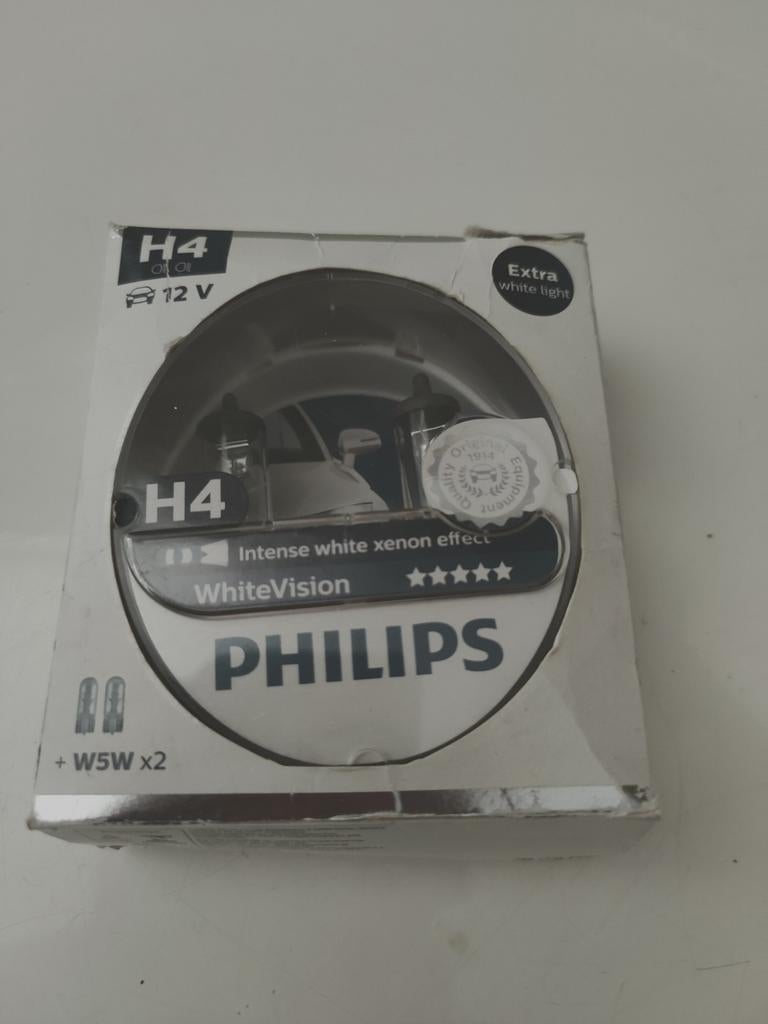 H4
12 V
Extra
white light
Quality Original Equipment
1914
H4
Intense white xenon effect
WhiteVision
PHILIPS
+ W5W x2